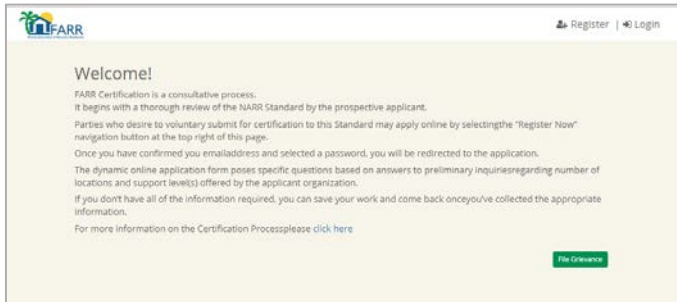 FARR
Register | Login
Welcome!
FARR Certification is a consultative process.
It begins with a thorough review of the NARR Standard by the prospective applicant.
Parties who desire to voluntary submit for certification to this Standard may apply online by selectingthe "Register Now"
navigation button at the top right of this page.
Once you have confirmed you emailaddress and selected a password, you will be redirected to the application.
The dynamic online application form poses specific questions based on answers to preliminary inquiriesregarding number of
locations and support level(s) offered by the applicant organization.
If you don't have all of the information required, you can save your work and come back onceyou've collected the appropriate
information.
For more information on the Certification Processplease click here
File Grievance